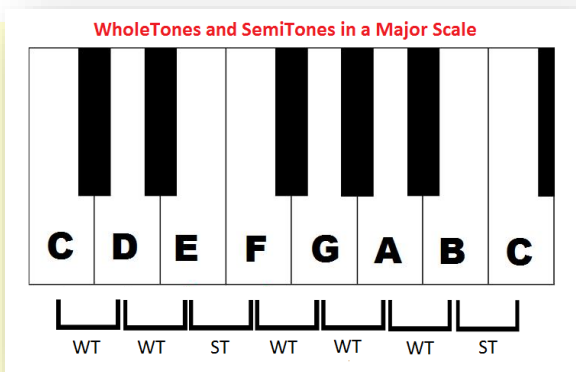 WholeTones and SemiTones in a Major Scale
C D E F G A B C
WT WT ST WT WT WT ST